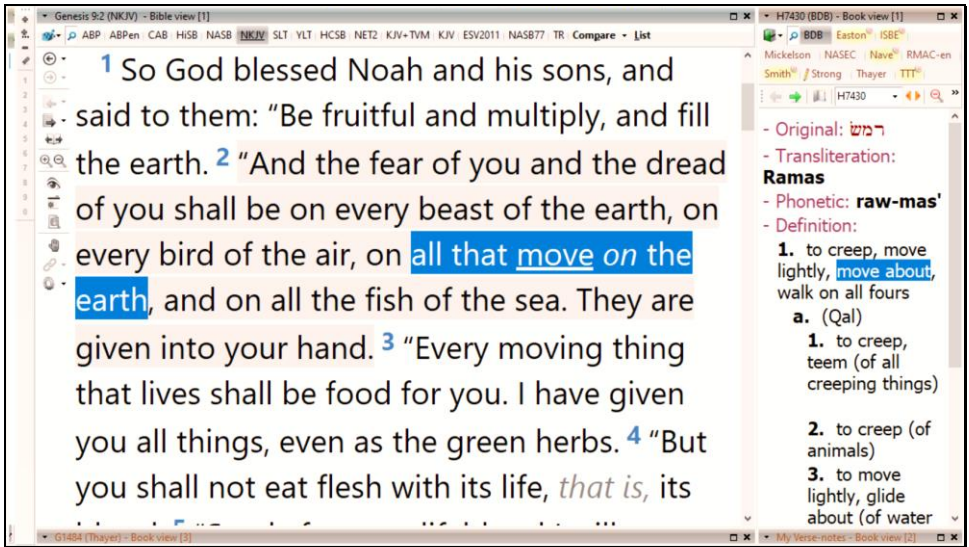 Genesis 9:2 (NKJV) - Bible view [1]
ABP ABPen CAB HiSB NASB NKJV SLT YLT HCSB NET2 KJV+TVM KJV ESV2011 NASB77 TR Compare List
1 So God blessed Noah and his sons, and
said to them: “Be fruitful and multiply, and fill
the earth. 2 “And the fear of you and the dread
of you shall be on every beast of the earth, on
every bird of the air, on all that move on the
earth, and on all the fish of the sea. They are
given into your hand. 3 “Every moving thing
that lives shall be food for you. I have given
you all things, even as the green herbs. 4 “But
you shall not eat flesh with its life, that is, its
G1484 (Thayer) - Book view [3]
H7430 (BDB) - Book view [1]
BDB Easton ISBE
Mickelson NASEC Nave RMAC-en
Smith Strong Thayer TTT
H7430
- Original: רמשׂ
- Transliteration:
Ramas
- Phonetic: raw-mas'
- Definition:
1. to creep, move
lightly, move about,
walk on all fours
a. (Qal)
1. to creep,
teem (of all
creeping things)
2. to creep (of
animals)
3. to move
lightly, glide
about (of water
My Verse-notes - Book view [2]